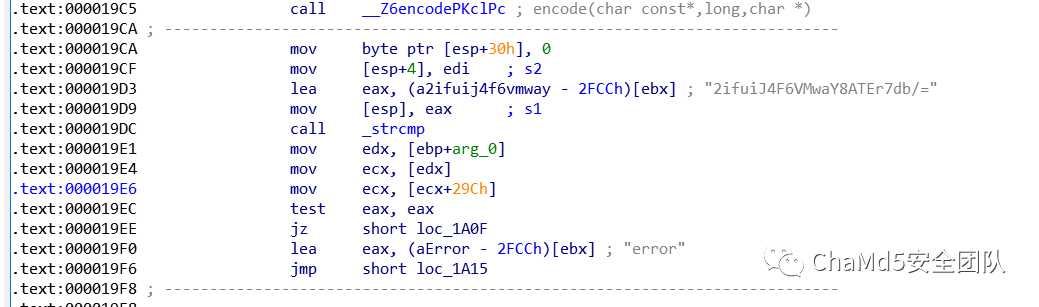 .text:000019C5 call __Z6encodePKclPc ; encode(char const*,long,char *)
.text:000019CA ; ---------------------------------------------------------------------------
.text:000019CA mov byte ptr [esp+30h], 0
.text:000019CF mov [esp+4], edi ; s2
.text:000019D3 lea eax, (a2ifuij4f6vmway - 2FCCh)[ebx] ; "2ifuiJ4F6VMwaY8ATEr7db/="
.text:000019D9 mov [esp], eax ; s1
.text:000019DC call _strcmp
.text:000019E1 mov edx, [ebp+arg_0]
.text:000019E4 mov ecx, [edx]
.text:000019E6 mov ecx, [ecx+29Ch]
.text:000019EC test eax, eax
.text:000019EE jz short loc_1A0F
.text:000019F0 lea eax, (aError - 2FCCh)[ebx] ; "error"
.text:000019F6 jmp short loc_1A15
.text:000019F8 ; ---------------------------------------------------------------------------
ChaMd5安全团队